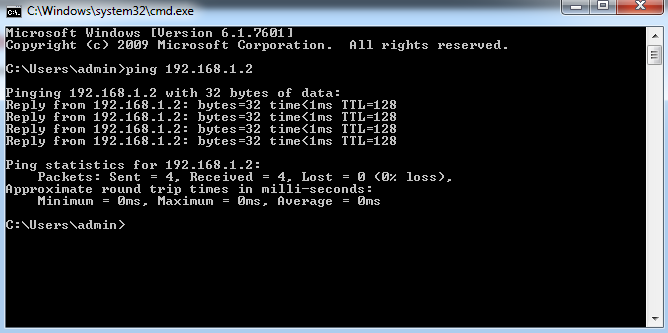 C:\Windows\system32\cmd.exe
Microsoft Windows [Version 6.1.7601]
Copyright (c) 2009 Microsoft Corporation.  All rights reserved.
C:\Users\admin>ping 192.168.1.2
Pinging 192.168.1.2 with 32 bytes of data:
Reply from 192.168.1.2: bytes=32 time<1ms TTL=128
Reply from 192.168.1.2: bytes=32 time<1ms TTL=128
Reply from 192.168.1.2: bytes=32 time<1ms TTL=128
Reply from 192.168.1.2: bytes=32 time<1ms TTL=128
Ping statistics for 192.168.1.2:
    Packets: Sent = 4, Received = 4, Lost = 0 (0% loss),
Approximate round trip times in milli-seconds:
    Minimum = 0ms, Maximum = 0ms, Average = 0ms
C:\Users\admin>